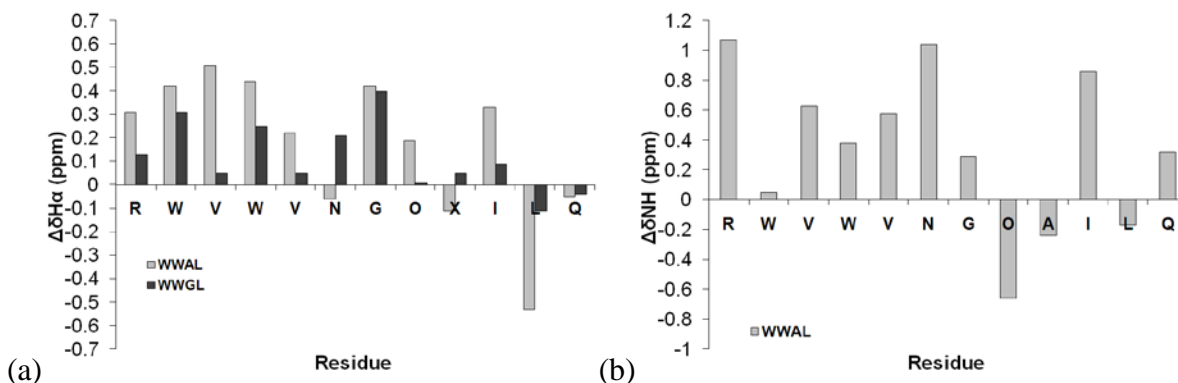 0.7
0.6
0.5
0.4
0.3
0.2
0.1
0
-0.1
-0.2
-0.3
-0.4
-0.5
-0.6
-0.7
ΔδHα (ppm)
R W V W V N G O X I L Q
WWAL
WWGL
Residue
(a)
1.2
1
0.8
0.6
0.4
0.2
0
-0.2
-0.4
-0.6
-0.8
-1
ΔδNH (ppm)
R W V W V N G O A I L Q
WWAL
Residue
(b)